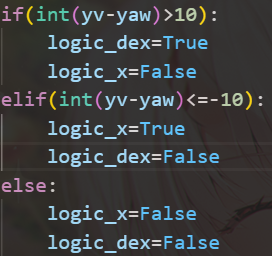 if(int(yv-yaw)>10):
    logic_dex=True
    logic_x=False
elif(int(yv-yaw)<=-10):
    logic_x=True
    logic_dex=False
else:
    logic_x=False
    logic_dex=False